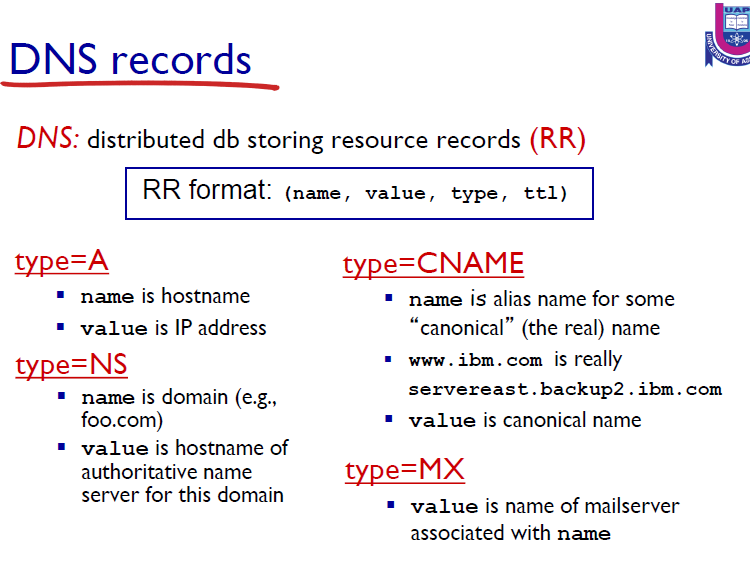 DNS records
UAP
UNIVERSITY OF AS
DNS: distributed db storing resource records (RR)
RR format: (name, value, type, ttl)
type=A
▪ name is hostname
▪ value is IP address
type=NS
▪ name is domain (e.g.,
foo.com)
▪ value is hostname of
authoritative name
server for this domain
type=CNAME
▪ name is alias name for some
“canonical” (the real) name
▪ www.ibm.com is really
servereast.backup2.ibm.com
▪ value is canonical name
type=MX
▪ value is name of mailserver
associated with name